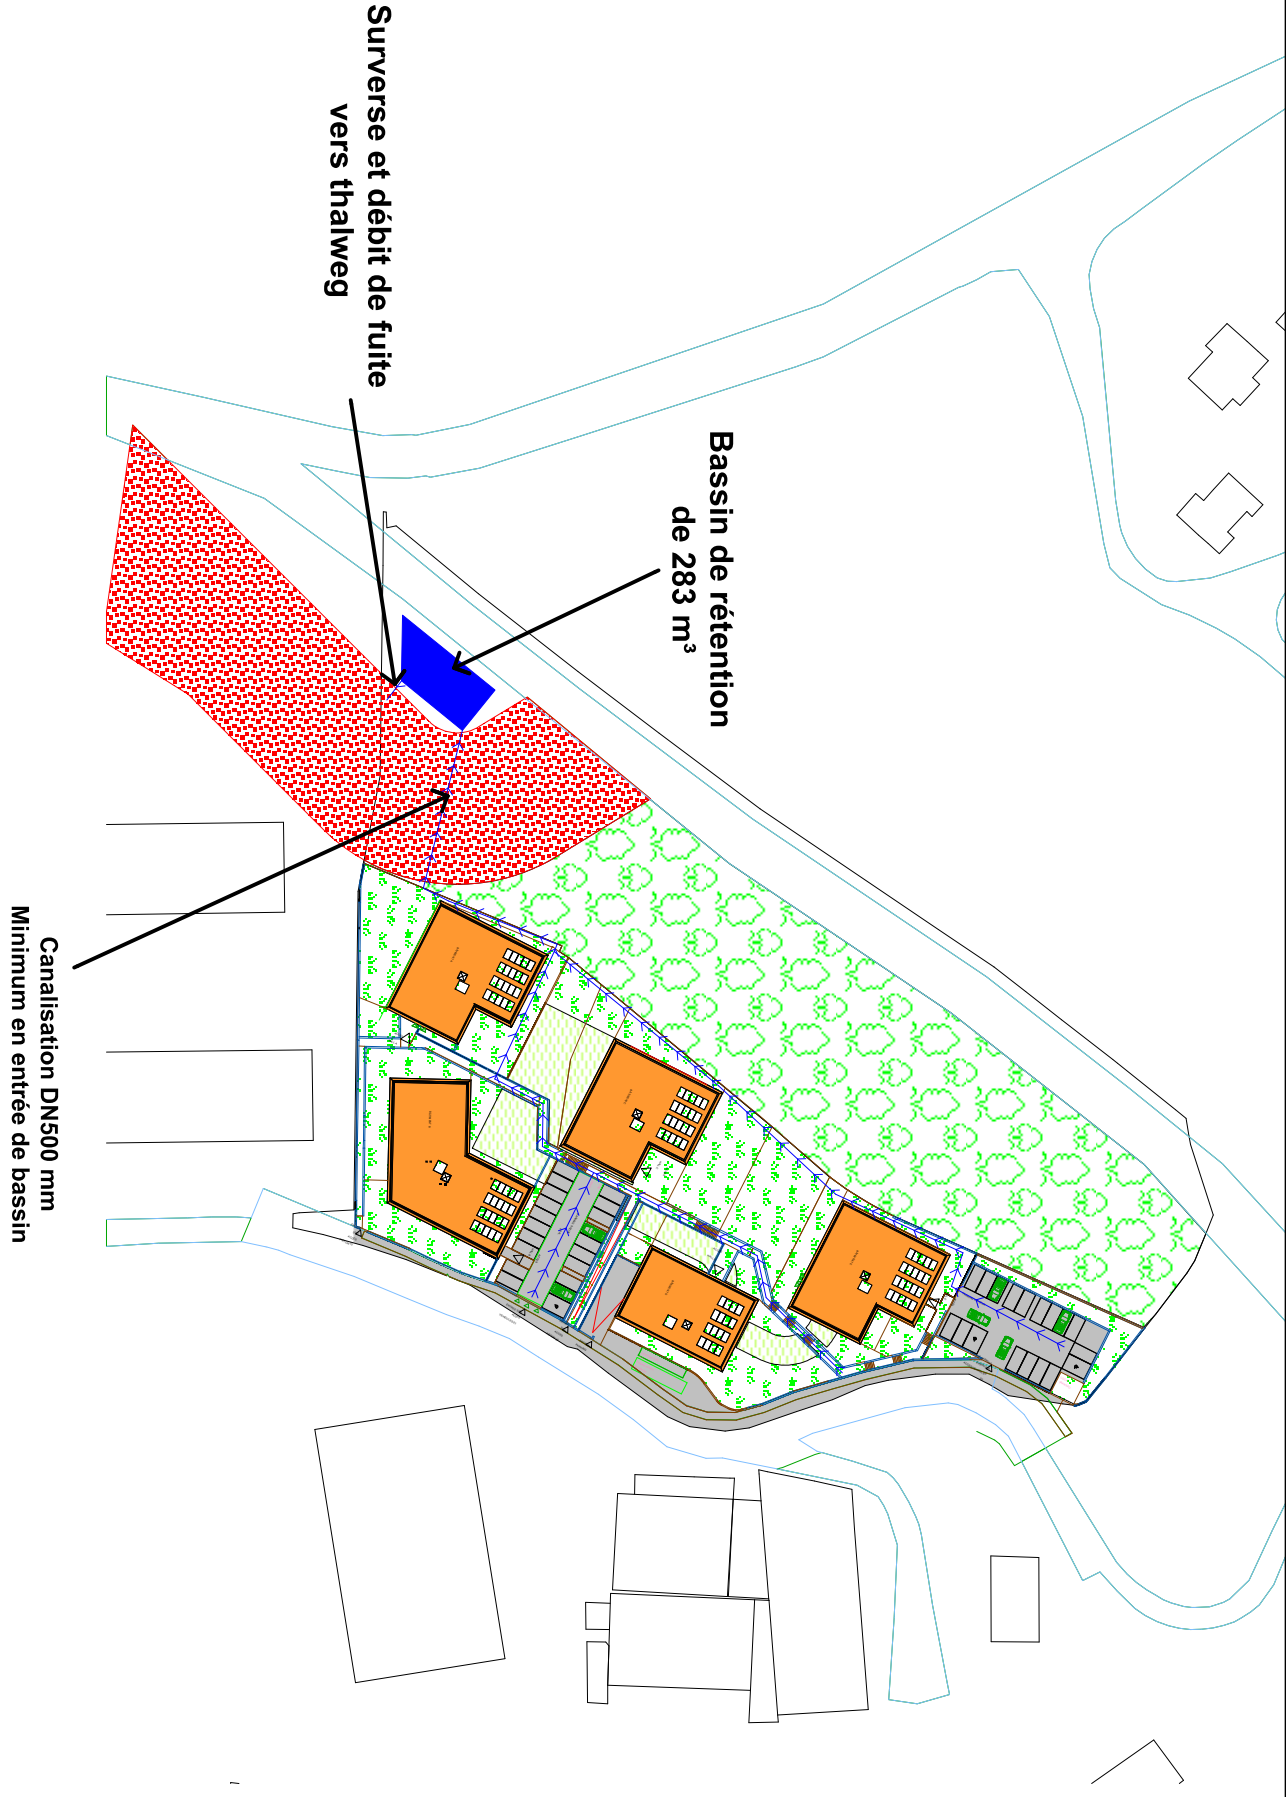 Surverse et débit de fuite
vers thalweg
Bassin de rétention
de 283 m³
Canalisation DN500 mm
Minimum en entrée de bassin